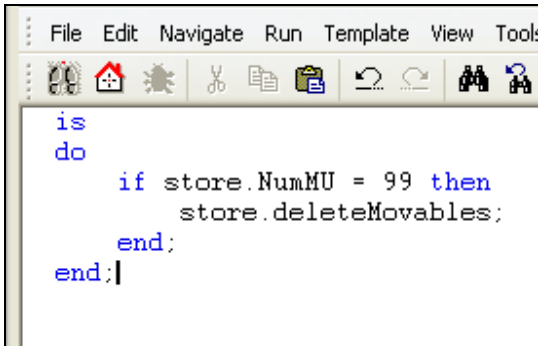 File Edit Navigate Run Template View Tools
is
do
if store.NumMU = 99 then
store.deleteMovables;
end;
end;